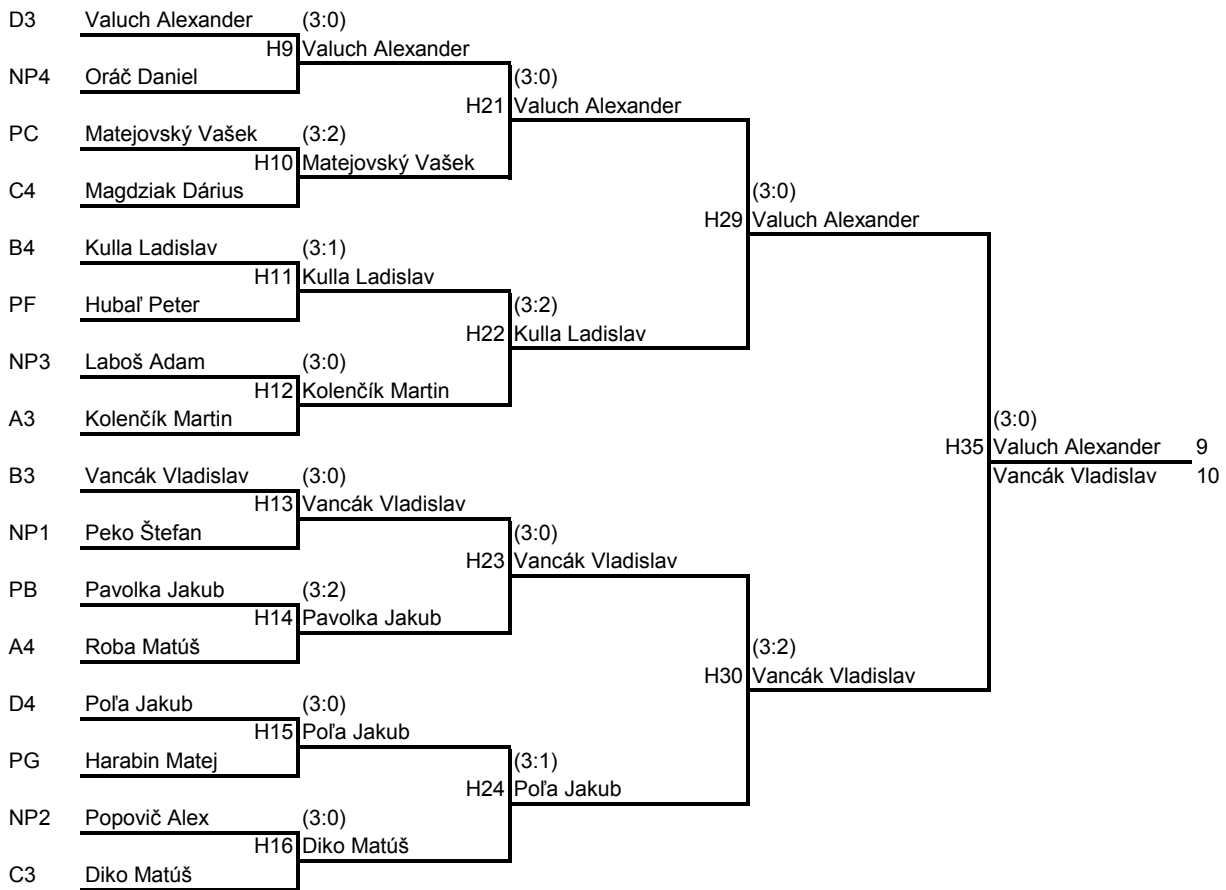 D3 Valuch Alexander (3:0)
H9 Valuch Alexander
NP4 Oráč Daniel (3:0)
H21 Valuch Alexander
PC Matejovský Vašek (3:2)
H10 Matejovský Vašek
C4 Magdziak Dárius (3:0)
H29 Valuch Alexander
B4 Kulla Ladislav (3:1)
H11 Kulla Ladislav
PF Hubaľ Peter (3:2)
H22 Kulla Ladislav
NP3 Laboš Adam (3:0)
H12 Kolenčík Martin
A3 Kolenčík Martin (3:0)
H35 Valuch Alexander 9
B3 Vancák Vladislav (3:0) Vancák Vladislav 10
H13 Vancák Vladislav
NP1 Peko Štefan (3:0)
H23 Vancák Vladislav
PB Pavolka Jakub (3:2)
H14 Pavolka Jakub
A4 Roba Matúš (3:2)
H30 Vancák Vladislav
D4 Poľa Jakub (3:0)
H15 Poľa Jakub
PG Harabin Matej (3:1)
H24 Poľa Jakub
NP2 Popovič Alex (3:0)
H16 Diko Matúš
C3 Diko Matúš